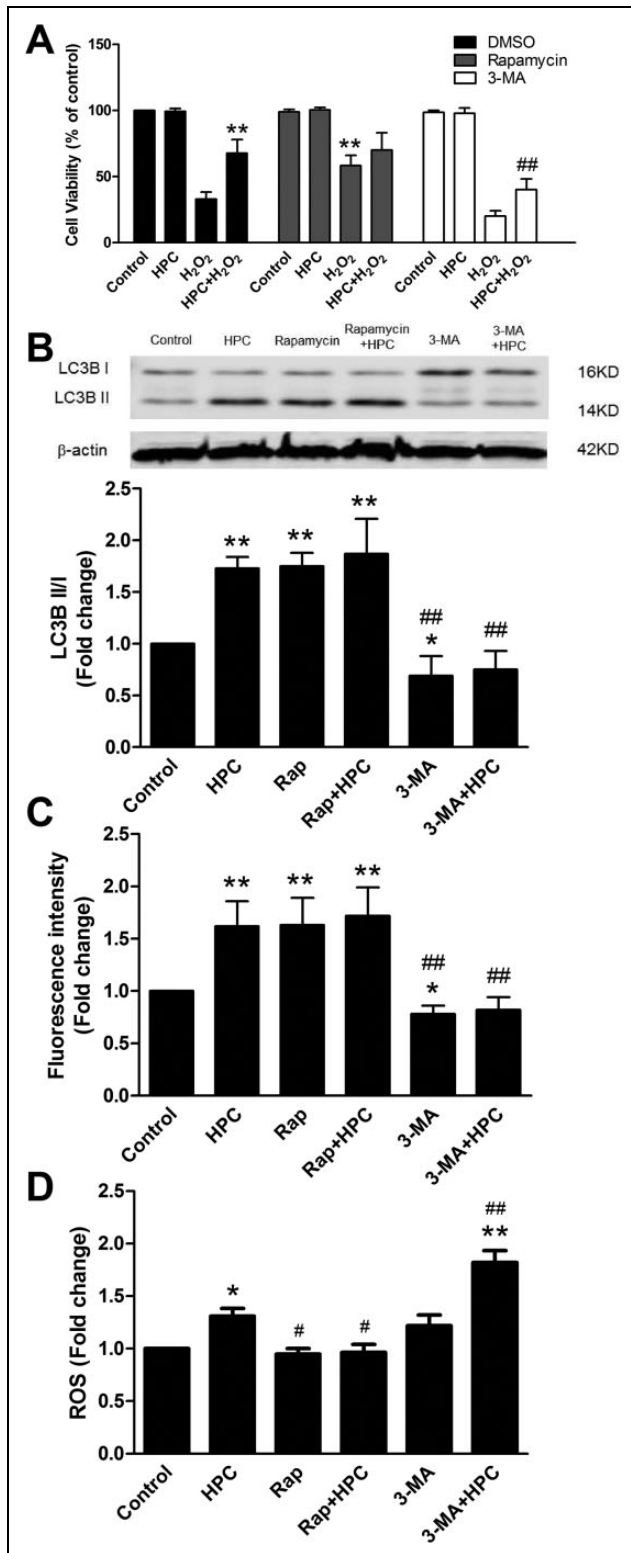 A
150
100
50
0
Cell Viability (% of control)
DMSO
Rapamycin
3-MA
**
**
##
Control
HPC
H₂O₂
HPC+H₂O₂
Control
HPC
H₂O₂
HPC+H₂O₂
Control
HPC
H₂O₂
HPC+H₂O₂
B
Control
HPC
Rapamycin
Rapamycin
+HPC
3-MA
3-MA
+HPC
LC3B I
16KD
LC3B II
14KD
β-actin
42KD
2.5
2.0
1.5
1.0
0.5
0.0
LC3B II/I
(Fold change)
**
**
**
##
*
##
Control
HPC
Rap
Rap+HPC
3-MA
3-MA+HPC
C
2.5
2.0
1.5
1.0
0.5
0.0
Fluorescence intensity
(Fold change)
**
**
**
##
*
##
Control
HPC
Rap
Rap+HPC
3-MA
3-MA+HPC
D
2.5
2.0
1.5
1.0
0.5
0.0
ROS (Fold change)
*
#
#
##
**
Control
HPC
Rap
Rap+HPC
3-MA
3-MA+HPC